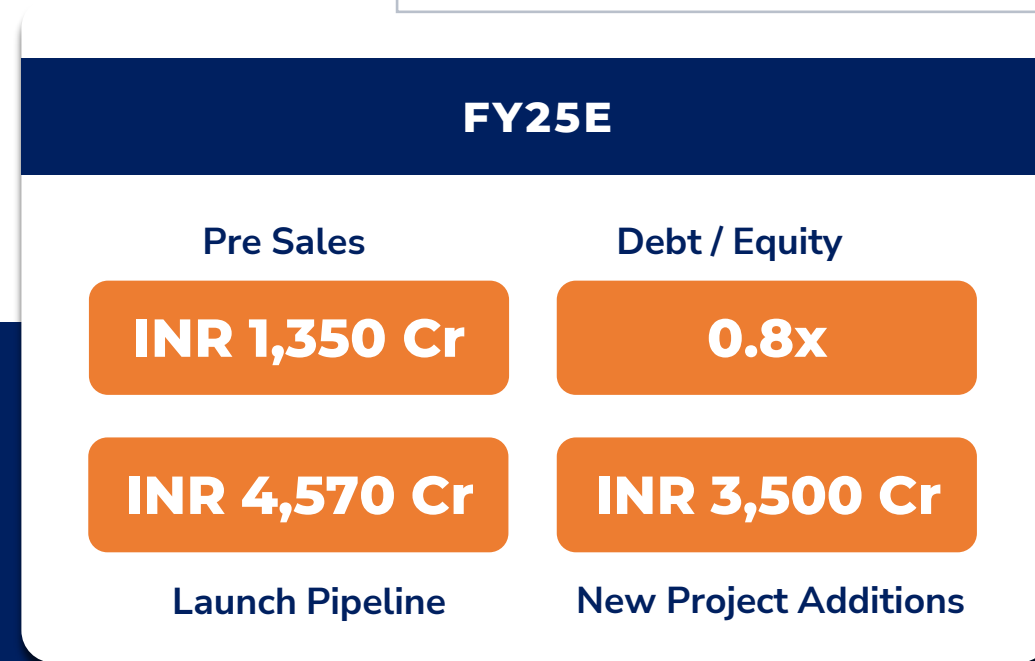 FY25E
Pre Sales
Debt / Equity
INR 1,350 Cr
0.8x
INR 4,570 Cr
INR 3,500 Cr
Launch Pipeline
New Project Additions